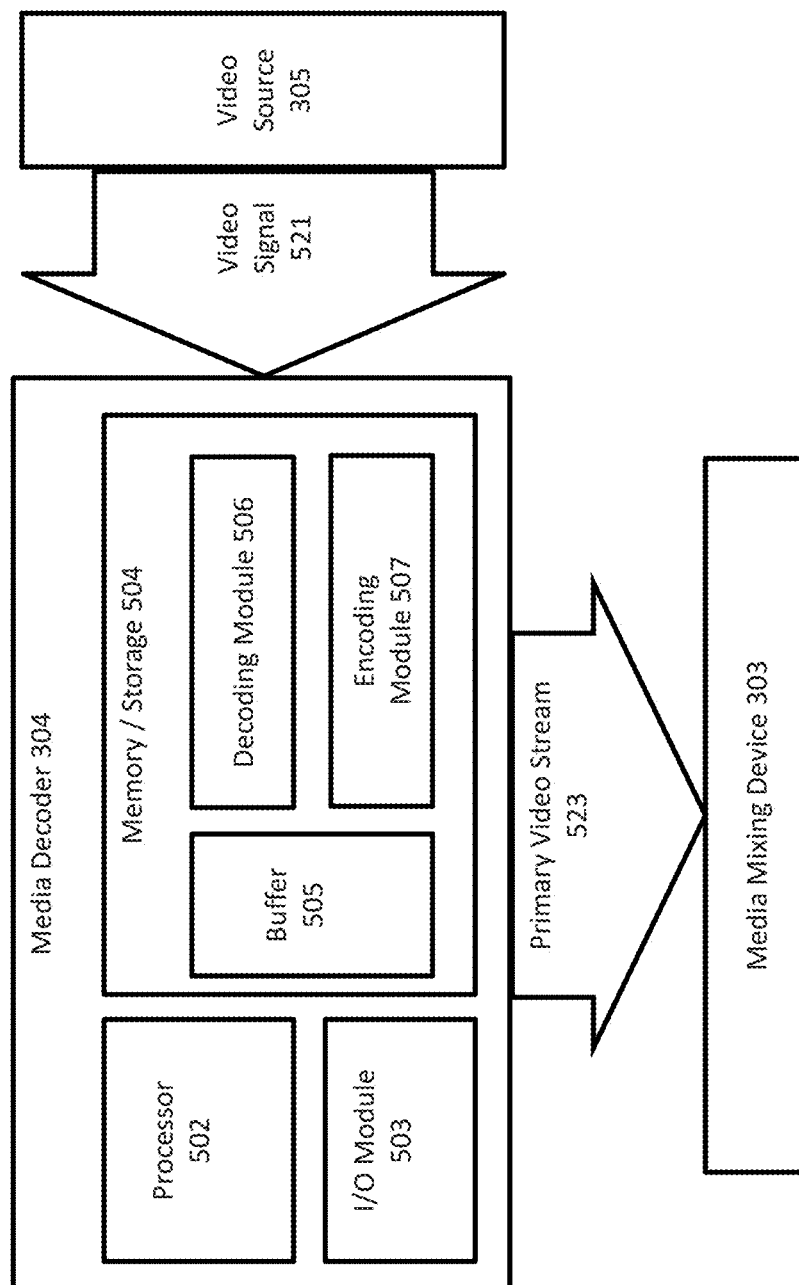 Media Decoder 304
Processor
502
I/O Module
503
Memory / Storage 504
Buffer
505
Decoding Module 506
Encoding
Module 507
Video
Signal
521
Video
Source
305
Primary Video Stream
523
Media Mixing Device 303